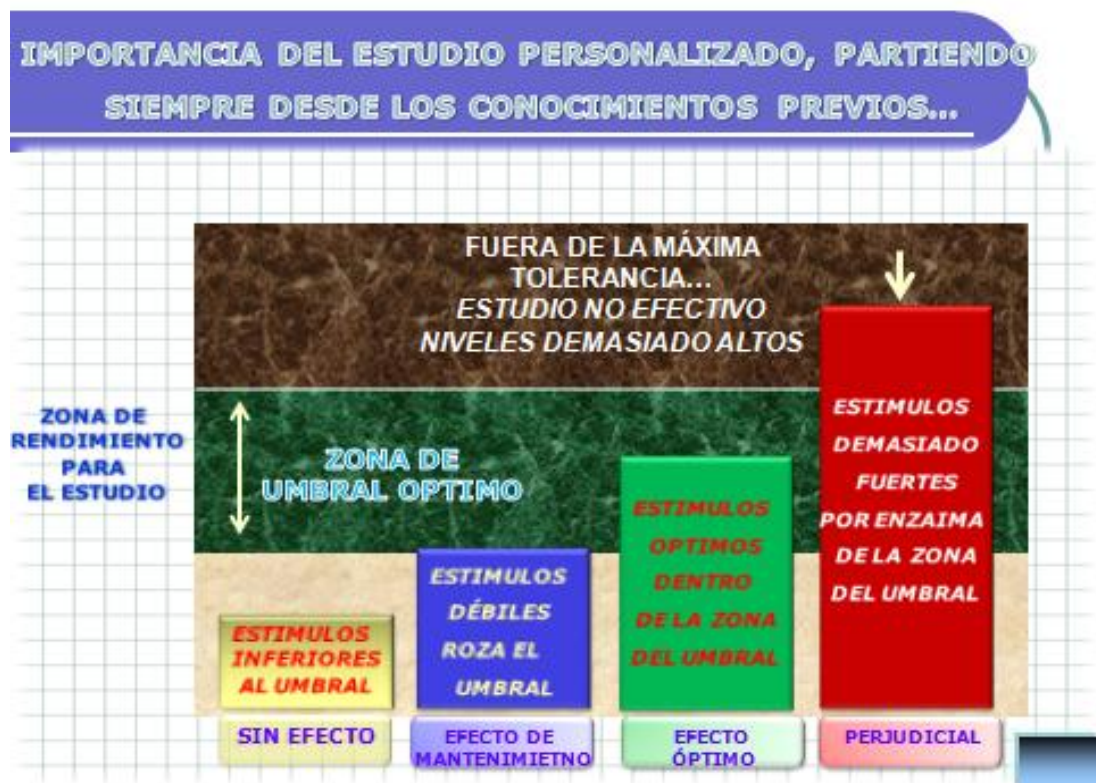 IMPORTANCIA DEL ESTUDIO PERSONALIZADO, PARTIENDO
SIEMPRE DESDE LOS CONOCIMIENTOS PREVIOS...
FUERA DE LA MÁXIMA
TOLERANCIA...
ESTUDIO NO EFECTIVO
NIVELES DEMASIADO ALTOS
ZONA DE
RENDIMIENTO
PARA
EL ESTUDIO
ZONA DE
UMBRAL OPTIMO
ESTIMULOS
INFERIORES
AL UMBRAL
ESTIMULOS
DÉBILES
ROZA EL
UMBRAL
ESTIMULOS
OPTIMOS
DENTRO
DE LA ZONA
DEL UMBRAL
ESTIMULOS
DEMASIADO
FUERTES
POR ENZAIMA
DE LA ZONA
DEL UMBRAL
SIN EFECTO
EFECTO DE
MANTENIMIETNO
EFECTO
ÓPTIMO
PERJUDICIAL